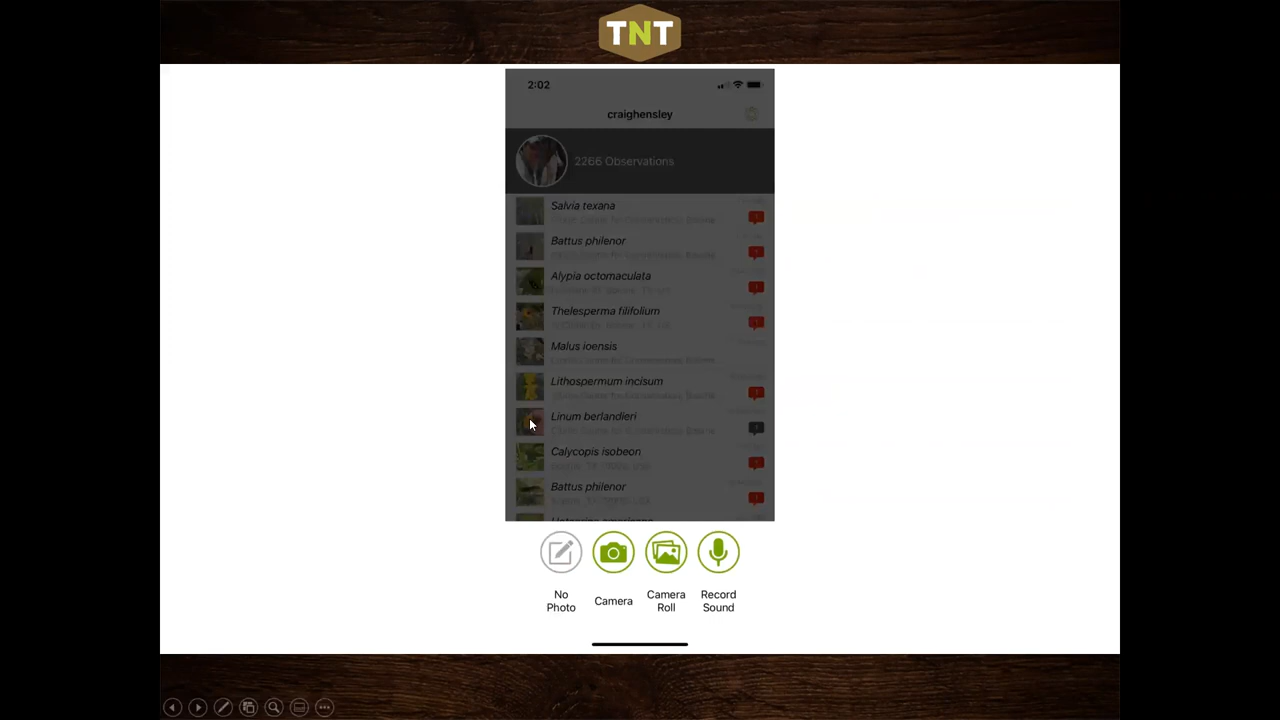 TNT
2:02
craighensley
2266 Observations
Salvia texana
Battus philenor
Alypia octomaculata
Thelesperma filifolium
Malus ioensis
Lithospermum incisum
Linum berlandieri
Calycopis isobeon
Battus philenor
No
Photo
Camera
Camera
Roll
Record
Sound